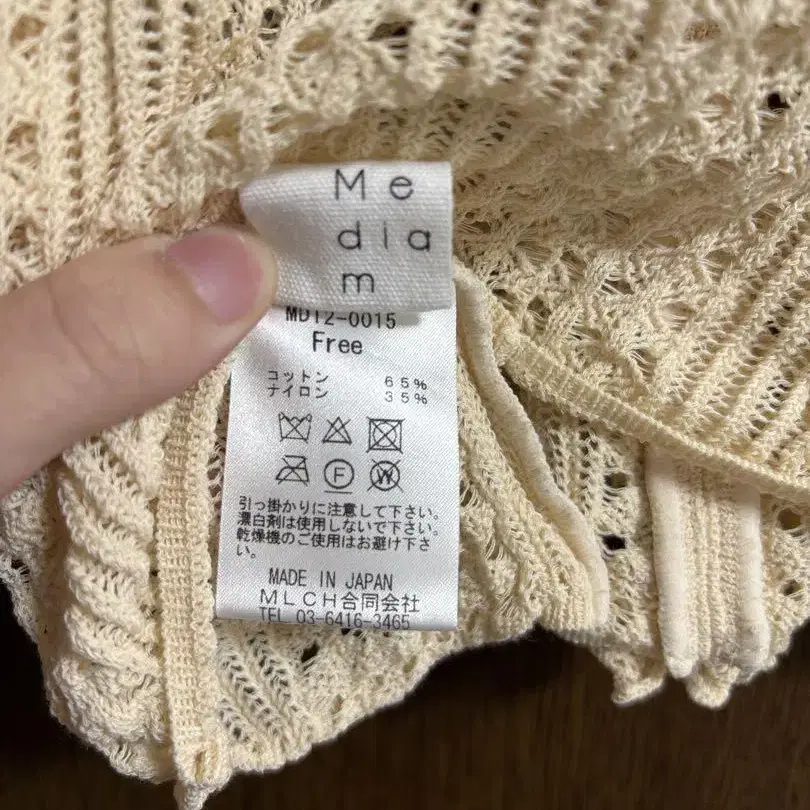 Me
dia
m
MD12-0015
Free
コットン 65%
ナイロン 35%
F
W
引っ掛かりに注意して下さい。
漂白剤は使用しないで下さい。
乾燥機のご使用はお避け下さ
い。
MADE IN JAPAN
MLCH合同会社
TEL 03-6416-3465